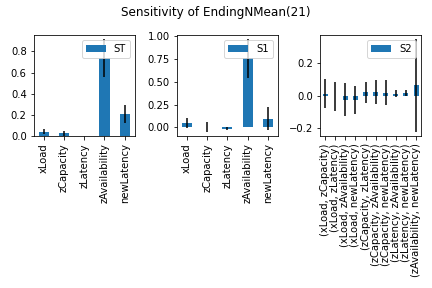 Sensitivity of EndingNMean(21)
ST
0.8
0.6
0.4
0.2
0.0
xLoad
zCapacity
zLatency
zAvailability
newLatency
S1
1.00
0.75
0.50
0.25
0.00
xLoad
zCapacity
zLatency
zAvailability
newLatency
S2
0.2
0.0
−0.2
(xLoad, zCapacity)
(xLoad, zLatency)
(xLoad, zAvailability)
(xLoad, newLatency)
(zCapacity, zLatency)
(zCapacity, zAvailability)
(zCapacity, newLatency)
(zLatency, zAvailability)
(zLatency, newLatency)
(zAvailability, newLatency)